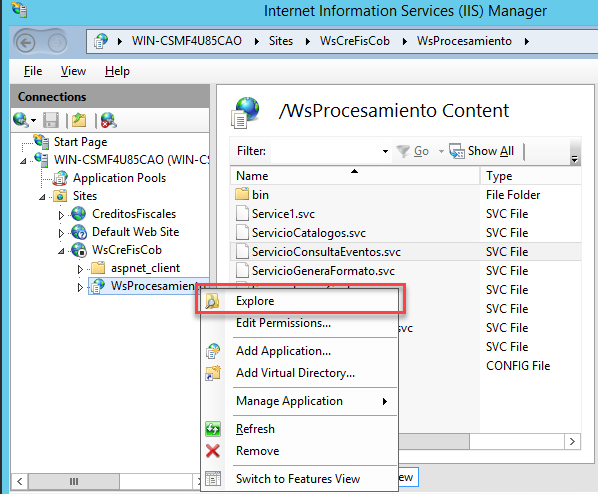 Internet Information Services (IIS) Manager
WIN-CSMF4U85CAO Sites WsCreFisCob WsProcesamiento
File View Help
Connections
Start Page
WIN-CSMF4U85CAO (WIN-CS
Application Pools
Sites
CreditosFiscales
Default Web Site
WsCreFisCob
aspnet_client
WsProcesamiento
/WsProcesamiento Content
Filter: Go Show All
Name Type
bin File Folder
Service1.svc SVC File
ServicioCatalogos.svc SVC File
ServicioConsultaEventos.svc SVC File
ServicioGeneraFormato.svc SVC File
SVC File
SVC File
svc SVC File
SVC File
CONFIG File
Explore
Edit Permissions...
Add Application...
Add Virtual Directory...
Manage Application
Refresh
Remove
Switch to Features View
ew